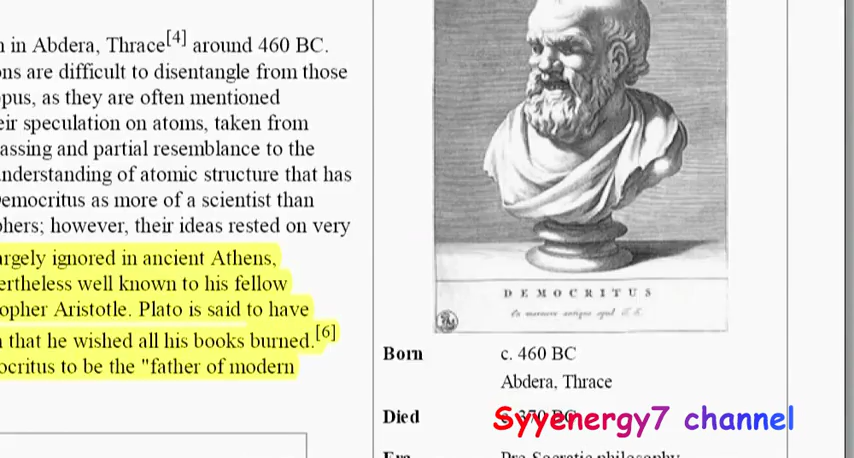 in Abdera, Thrace[4] around 460 BC.
ons are difficult to disentangle from those
pus, as they are often mentioned
eir speculation on atoms, taken from
assing and partial resemblance to the
nderstanding of atomic structure that has
emocritus as more of a scientist than
phers; however, their ideas rested on very
argely ignored in ancient Athens,
ertheless well known to his fellow
opher Aristotle. Plato is said to have
that he wished all his books burned.[6]
ocritus to be the "father of modern
DEMOCRITUS
Born c. 460 BC
Abdera, Thrace
Died 370 BC
Syyenergy7 channel
Era Pre-Socratic philosophy